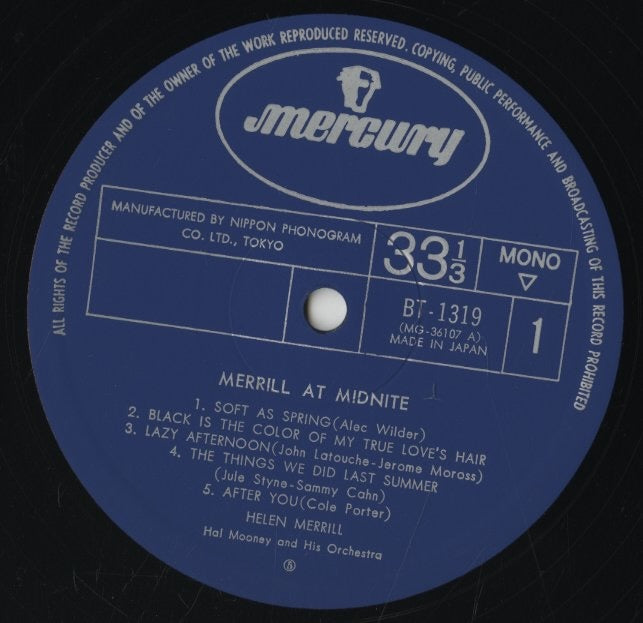 ALL RIGHTS OF THE RECORD PRODUCER AND OF THE OWNER OF THE WORK REPRODUCED RESERVED. COPYING, PUBLIC PERFORMANCE AND BROADCASTING OF THIS RECORD PROHIBITED
mercury
MANUFACTURED BY NIPPON PHONOGRAM
CO. LTD., TOKYO
33 1/3
MONO
▽
BT-1319
(MG-36107 A)
MADE IN JAPAN
1
MERRILL AT MIDNITE
1. SOFT AS SPRING(Alec Wilder)
2. BLACK IS THE COLOR OF MY TRUE LOVE'S HAIR
3. LAZY AFTERNOON(John Latouche-Jerome Moross)
4. THE THINGS WE DID LAST SUMMER
(Jule Styne-Sammy Cahn)
5. AFTER YOU(Cole Porter)
HELEN MERRILL
Hal Mooney and His Orchestra